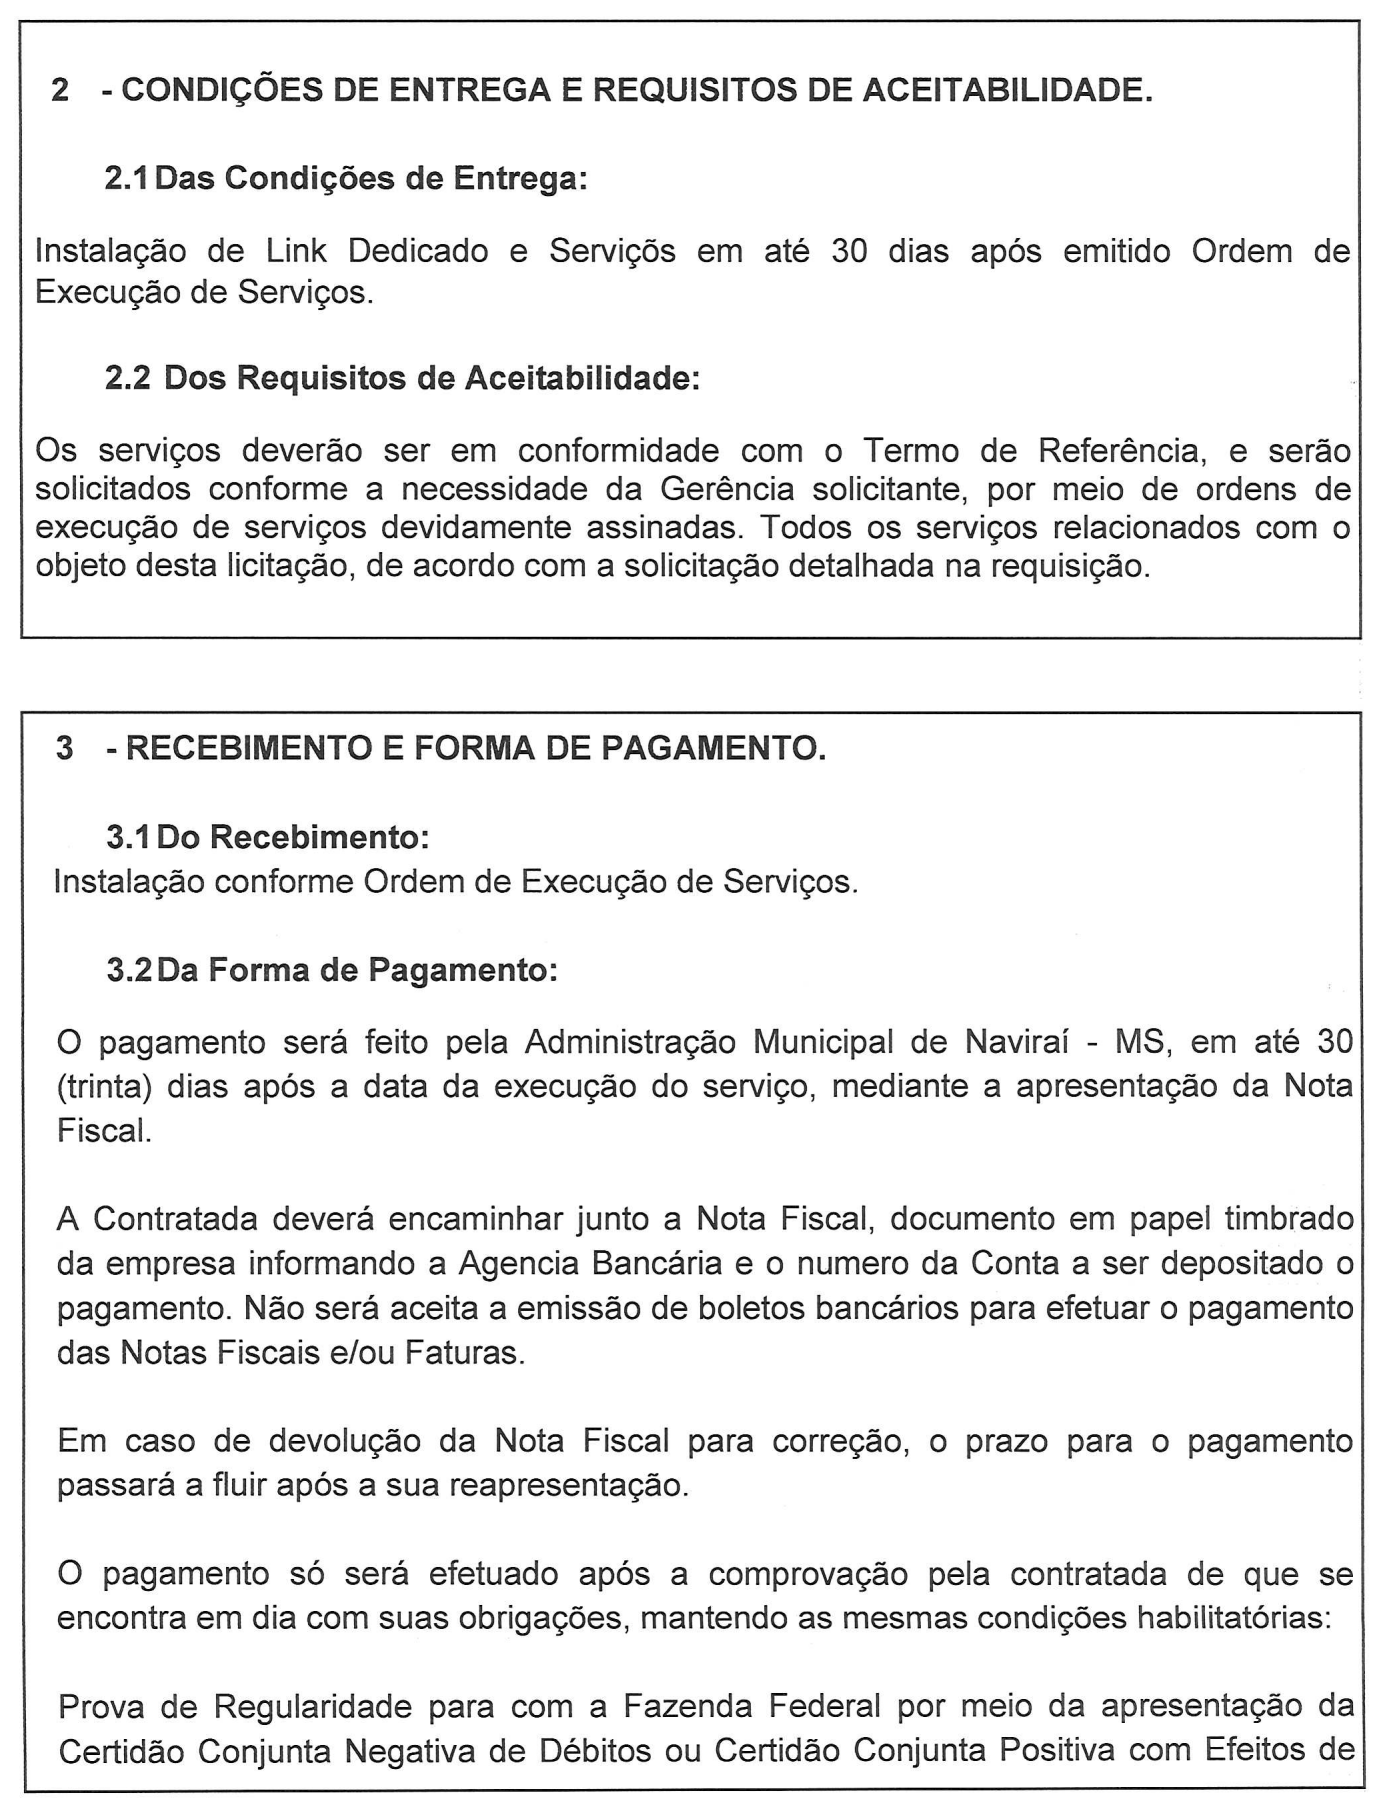 2 - CONDIÇÕES DE ENTREGA E REQUISITOS DE ACEITABILIDADE.
2.1 Das Condições de Entrega:
Instalação de Link Dedicado e Serviçõs em até 30 dias após emitido Ordem de
Execução de Serviços.
2.2 Dos Requisitos de Aceitabilidade:
Os serviços deverão ser em conformidade com o Termo de Referência, e serão
solicitados conforme a necessidade da Gerência solicitante, por meio de ordens de
execução de serviços devidamente assinadas. Todos os serviços relacionados com o
objeto desta licitação, de acordo com a solicitação detalhada na requisição.
3 - RECEBIMENTO E FORMA DE PAGAMENTO.
3.1 Do Recebimento:
Instalação conforme Ordem de Execução de Serviços.
3.2 Da Forma de Pagamento:
O pagamento será feito pela Administração Municipal de Naviraí - MS, em até 30
(trinta) dias após a data da execução do serviço, mediante a apresentação da Nota
Fiscal.
A Contratada deverá encaminhar junto a Nota Fiscal, documento em papel timbrado
da empresa informando a Agencia Bancária e o numero da Conta a ser depositado o
pagamento. Não será aceita a emissão de boletos bancários para efetuar o pagamento
das Notas Fiscais e/ou Faturas.
Em caso de devolução da Nota Fiscal para correção, o prazo para o pagamento
passará a fluir após a sua reapresentação.
O pagamento só será efetuado após a comprovação pela contratada de que se
encontra em dia com suas obrigações, mantendo as mesmas condições habilitatórias:
Prova de Regularidade para com a Fazenda Federal por meio da apresentação da
Certidão Conjunta Negativa de Débitos ou Certidão Conjunta Positiva com Efeitos de